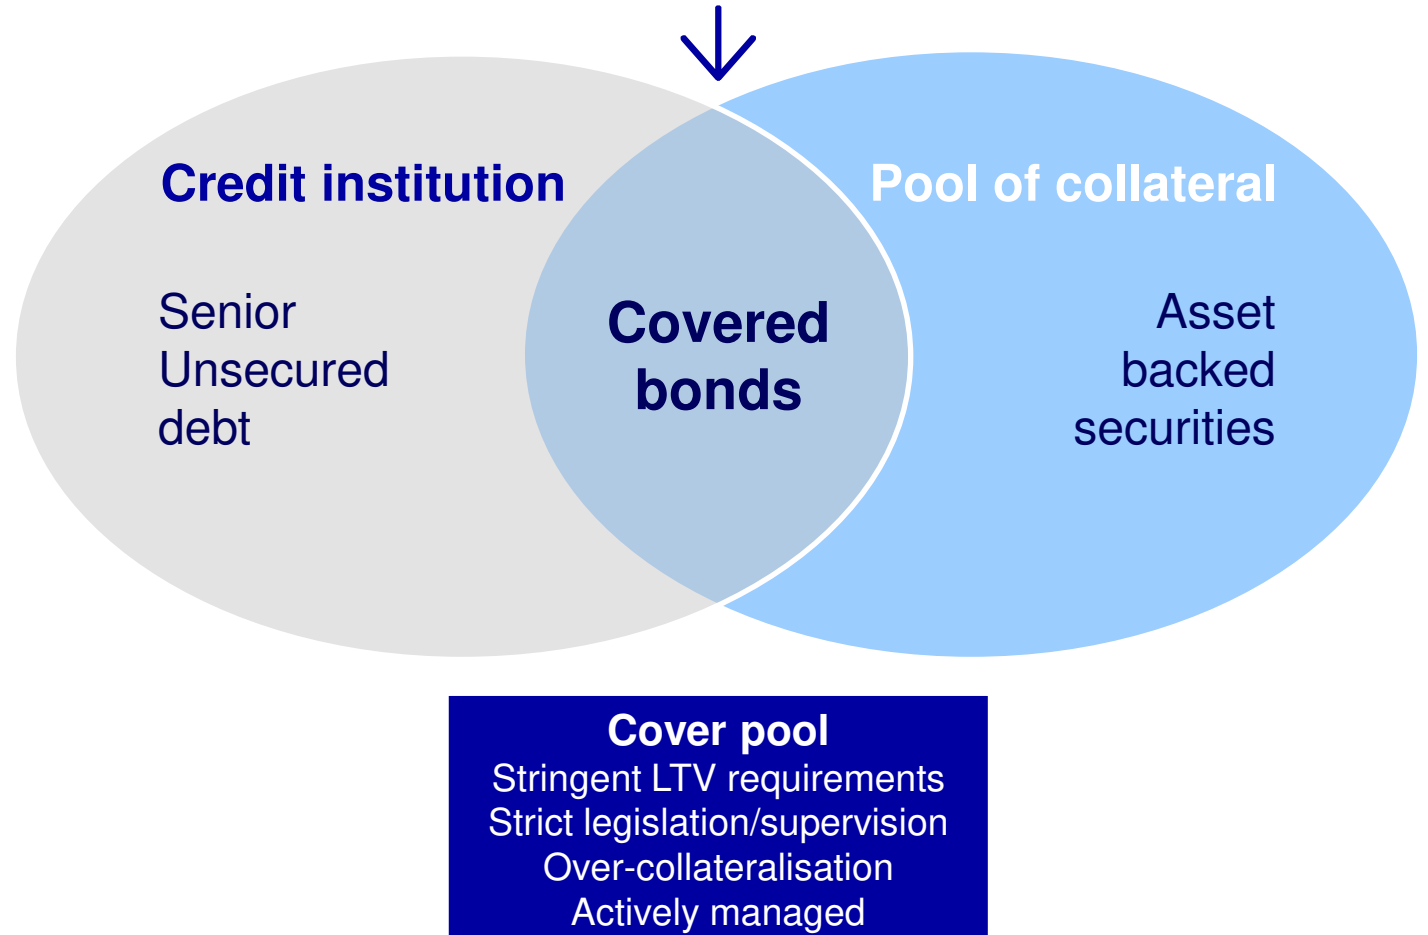 Credit institution
Pool of collateral
Senior
Unsecured
debt
Covered
bonds
Asset
backed
securities
Cover pool
Stringent LTV requirements
Strict legislation/supervision
Over-collateralisation
Actively managed